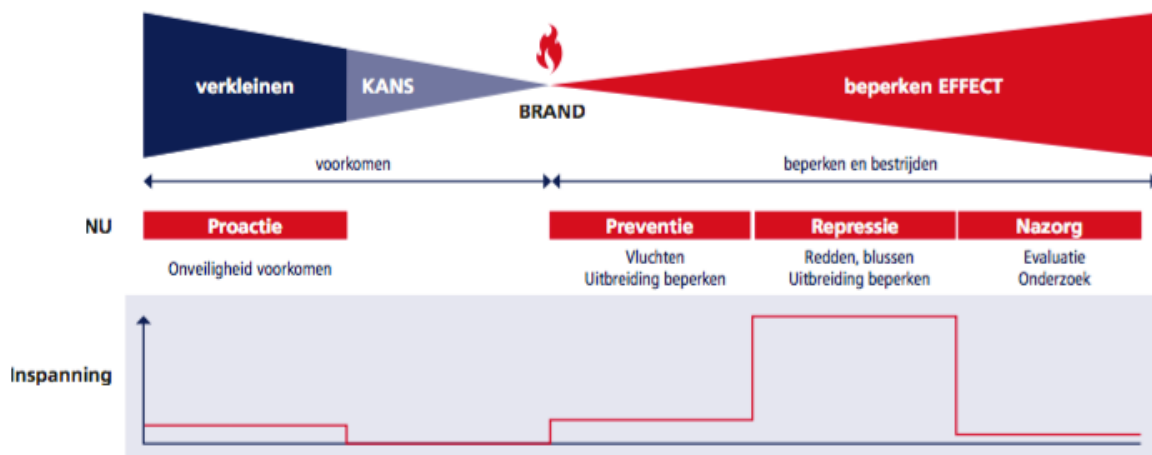 verkleinen
KANS
beperken EFFECT
BRAND
voorkomen
beperken en bestrijden
NU
Proactie
Preventie
Repressie
Nazorg
Onveiligheid voorkomen
Vluchten
Uitbreiding beperken
Redden, blussen
Uitbreiding beperken
Evaluatie
Onderzoek
Inspanning